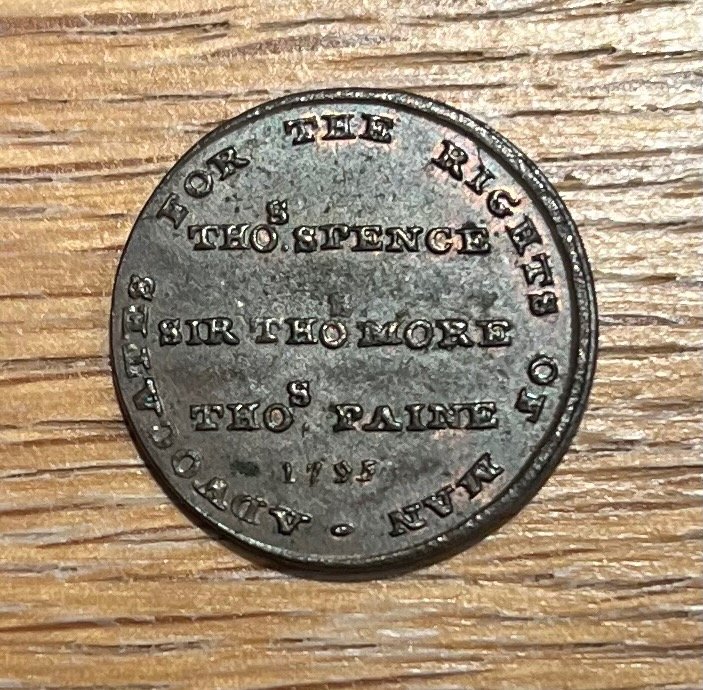 ADVOCATES FOR THE RIGHTS OF MAN
THOS. SPENCE
SIR THOS MORE
THOS. PAINE
1795